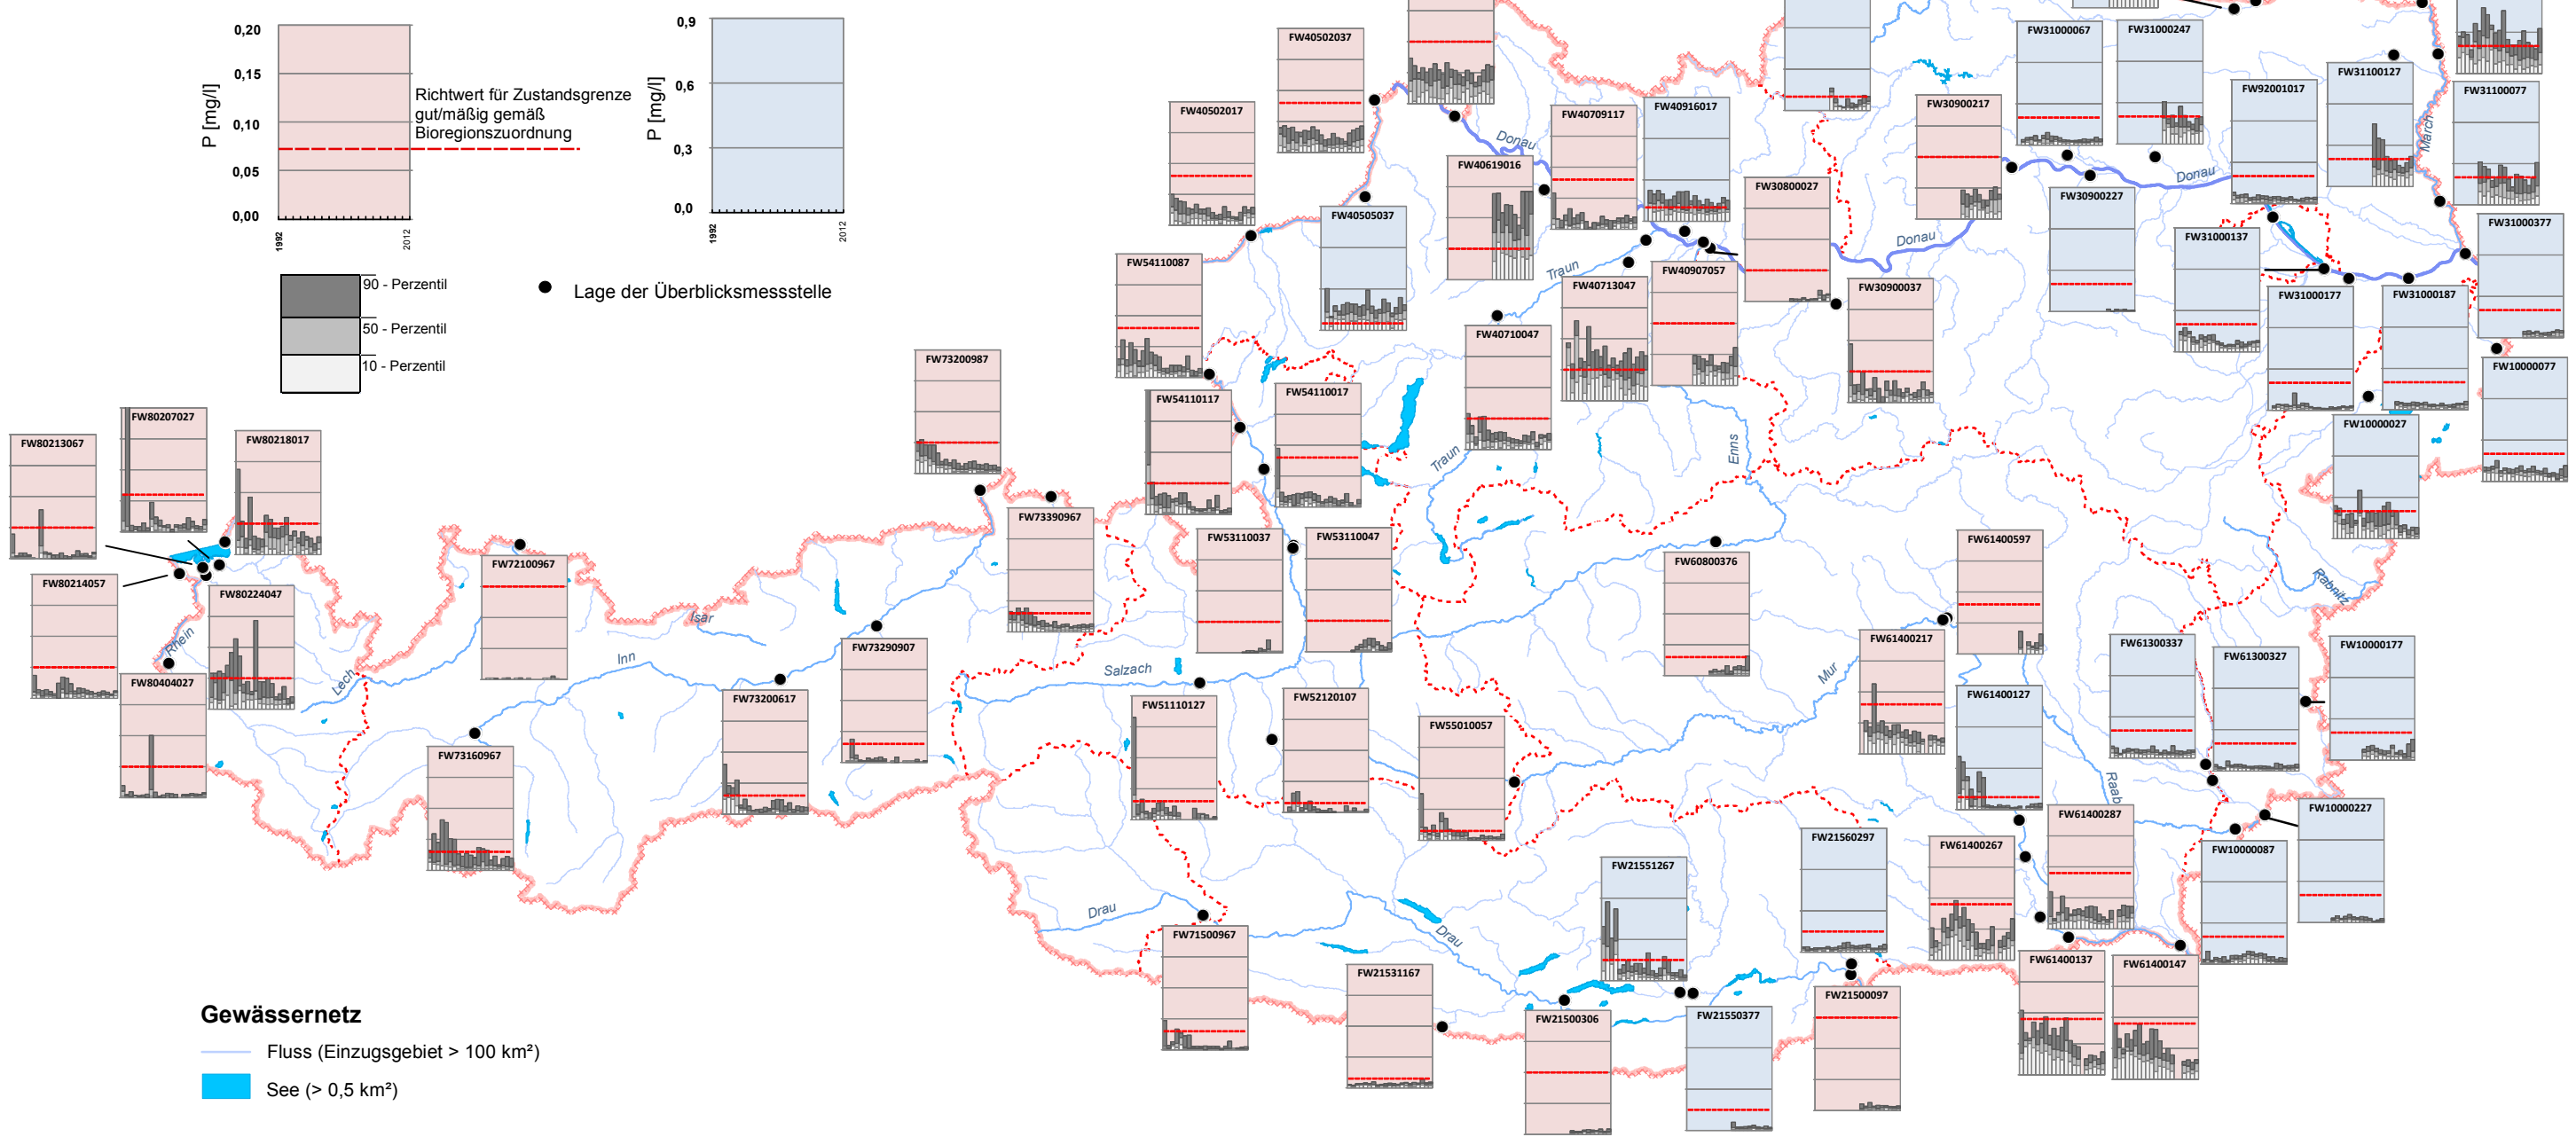 0,20
0,15
0,10
0,05
0,00
P [mg/l]
1992
2012
Richtwert für Zustandsgrenze
gut/mäßig gemäß
Bioregionszuordnung
0,9
0,6
0,3
0,0
P [mg/l]
1992
2012
90 - Perzentil
50 - Perzentil
10 - Perzentil
Lage der Überblicksmessstelle
FW40502037
FW40502017
FW40709117
FW40916017
FW40619016
FW40505037
FW54110087
FW40713047
FW40907057
FW30800027
FW30900217
FW30900037
FW31000067
FW31000247
FW92001017
FW31100127
FW31100077
FW30900227
FW31000137
FW31000377
FW31000177
FW31000187
FW10000077
FW10000027
FW40710047
FW73200987
FW54110117
FW54110017
FW80207027
FW80213067
FW80218017
FW80214057
FW80224047
FW80404027
FW72100967
FW73390967
FW53110037
FW53110047
FW73290907
FW73200617
FW73160967
FW51110127
FW52120107
FW55010057
FW60800376
FW61400597
FW61400217
FW61400127
FW61300337
FW61300327
FW10000177
FW10000227
FW10000087
FW61400287
FW61400267
FW61400137
FW61400147
FW21560297
FW21551267
FW21500097
FW21550377
FW21500306
FW21531167
FW71500967
Donau
Donau
Donau
March
Traun
Traun
Enns
Salzach
Inn
Isar
Lech
Rhein
Mur
Raab
Rabnitz
Drau
Drau
Gewässernetz
Fluss (Einzugsgebiet > 100 km²)
See (> 0,5 km²)